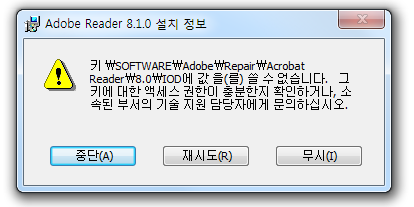 Adobe Reader 8.1.0 설치 정보
키 ₩SOFTWARE₩Adobe₩Repair₩Acrobat
Reader₩8.0₩IOD에 값 을(를) 쓸 수 없습니다.  그
키에 대한 액세스 권한이 충분한지 확인하거나, 소
속된 부서의 기술 지원 담당자에게 문의하십시오.
중단(A)
재시도(R)
무시(I)